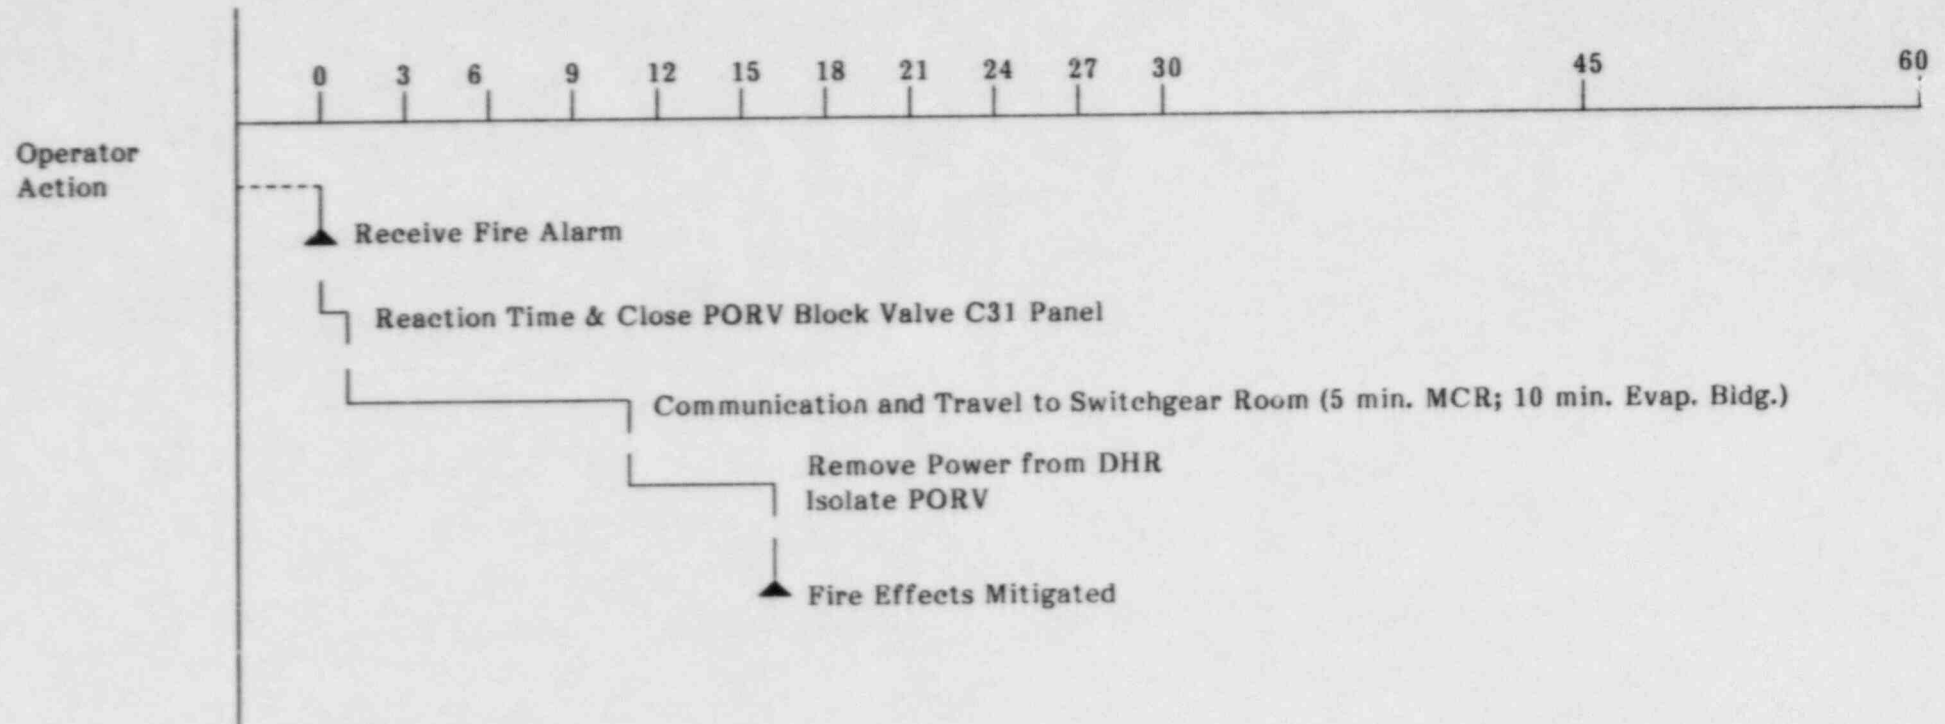 0 3 6 9 12 15 18 21 24 27 30 45 60
Operator
Action
Receive Fire Alarm
Reaction Time & Close PORV Block Valve C31 Panel
Communication and Travel to Switchgear Room (5 min. MCR; 10 min. Evap. Bldg.)
Remove Power from DHR
Isolate PORV
Fire Effects Mitigated